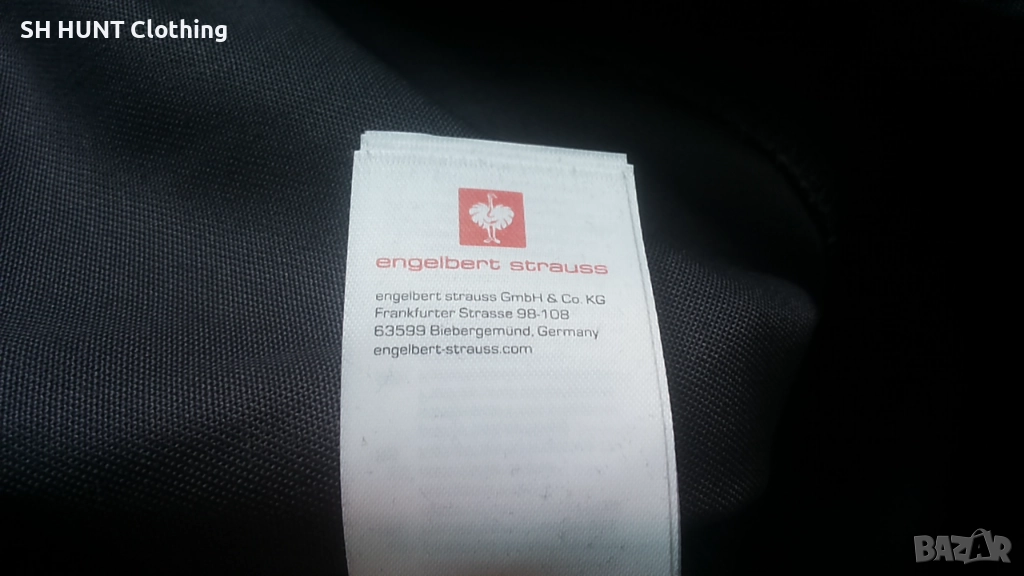 SH HUNT Clothing
engelbert strauss
engelbert strauss GmbH & Co. KG
Frankfurter Strasse 98-108
63599 Biebergemünd, Germany
engelbert-strauss.com
BAZAR